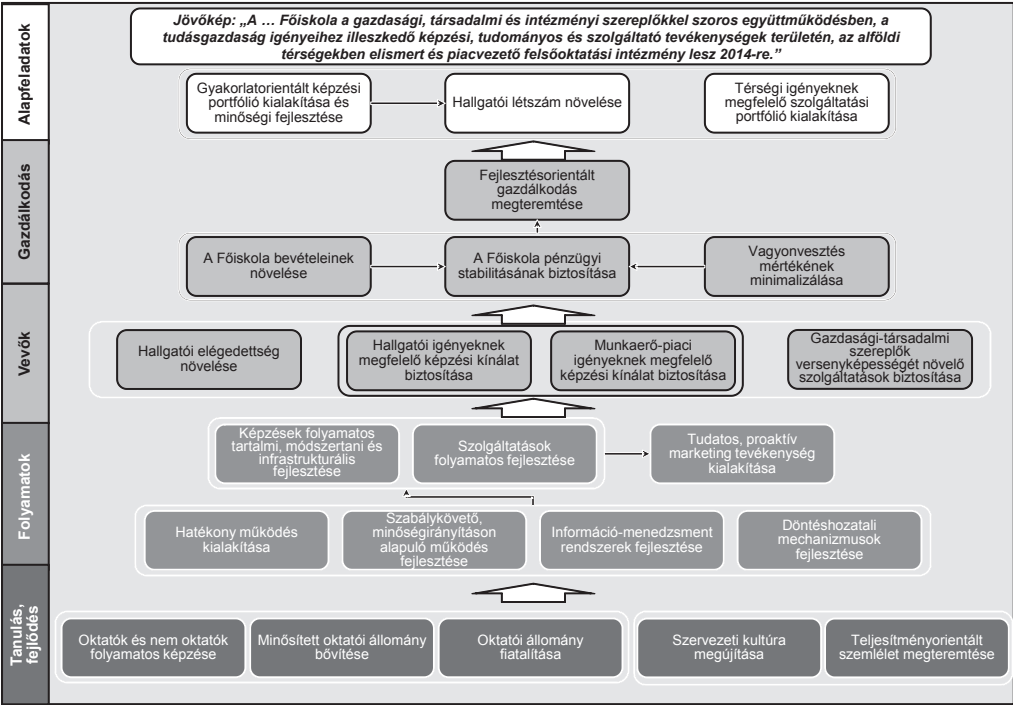 Jövőkép: „A … Főiskola a gazdasági, társadalmi és intézményi szereplőkkel szoros együttműködésben, a
tudásgazdaság igényeihez illeszkedő képzési, tudományos és szolgáltató tevékenységek területén, az alföldi
térségekben elismert és piacvezető felsőoktatási intézmény lesz 2014-re.”
Alapfeladatok
Gyakorlatorientált képzési
portfólió kialakítása és
minőségi fejlesztése
Hallgatói létszám növelése
Térségi igényeknek
megfelelő szolgáltatási
portfólió kialakítása
Gazdálkodás
Fejlesztésorientált
gazdálkodás
megteremtése
A Főiskola bevételeinek
növelése
A Főiskola pénzügyi
stabilitásának biztosítása
Vagyonvesztés
mértékének
minimalizálása
Vevők
Hallgatói elégedettség
növelése
Hallgatói igényeknek
megfelelő képzési kínálat
biztosítása
Munkaerő-piaci
igényeknek megfelelő
képzési kínálat biztosítása
Gazdasági-társadalmi
szereplők
versenyképességét növelő
szolgáltatások biztosítása
Folyamatok
Képzések folyamatos
tartalmi, módszertani és
infrastrukturális
fejlesztése
Szolgáltatások
folyamatos fejlesztése
Tudatos, proaktív
marketing tevékenység
kialakítása
Hatékony működés
kialakítása
Szabálykövető,
minőségirányításon
alapuló működés
fejlesztése
Információ-menedzsment
rendszerek fejlesztése
Döntéshozatali
mechanizmusok
fejlesztése
Tanulás,
fejlődés
Oktatók és nem oktatók
folyamatos képzése
Minősített oktatói állomány
bővítése
Oktatói állomány
fiatalítása
Szervezeti kultúra
megújítása
Teljesítményorientált
szemlélet megteremtése